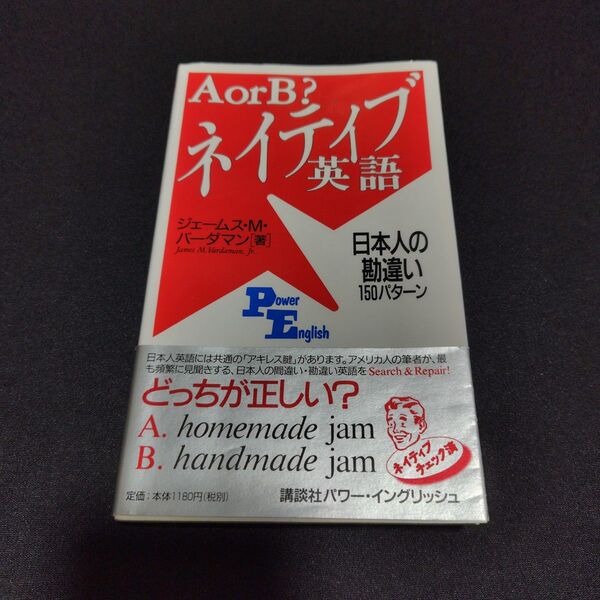 A or B?
ネイティブ
英語
ジェームス・M・
バーダマン[著]
James M.Vardaman, Jr.
日本人の
勘違い
150パターン
Power
English
日本人英語には共通の「アキレス腱」があります。アメリカ人の筆者が、最
も頻繁に見聞きする、日本人の間違い・勘違い英語をSearch & Repair!
どっちが正しい?
A. homemade jam
B. handmade jam
ネイティブ
チェック済
定価:本体1180円(税別)
講談社パワー・イングリッシュ